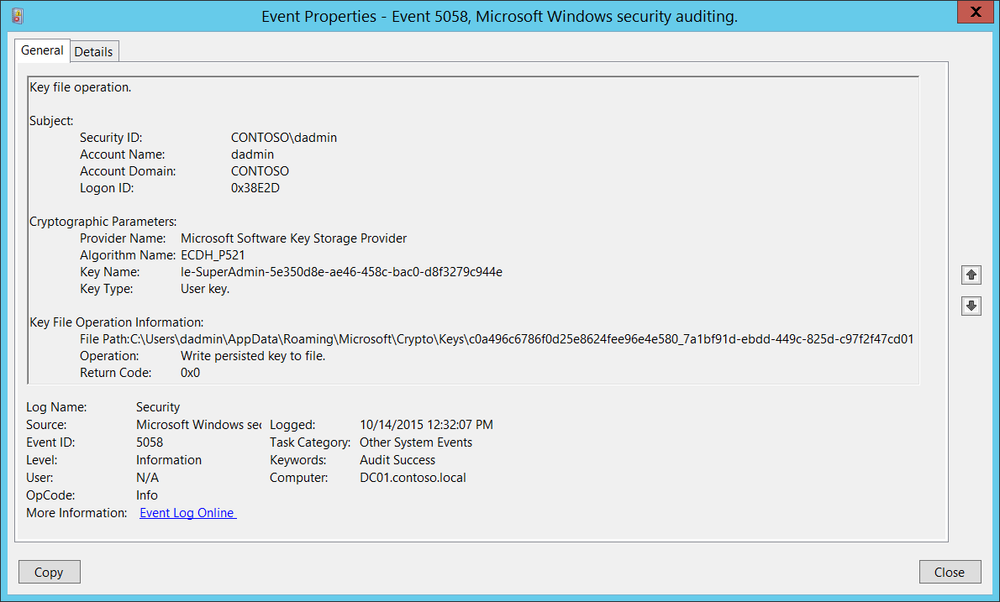 Event Properties - Event 5058, Microsoft Windows security auditing.
X
General Details
Key file operation.
Subject:
Security ID: CONTOSO\dadmin
Account Name: dadmin
Account Domain: CONTOSO
Logon ID: 0x38E2D
Cryptographic Parameters:
Provider Name: Microsoft Software Key Storage Provider
Algorithm Name: ECDH_P521
Key Name: le-SuperAdmin-5e350d8e-ae46-458c-bac0-d8f3279c944e
Key Type: User key.
Key File Operation Information:
File Path:C:\Users\dadmin\AppData\Roaming\Microsoft\Crypto\Keys\c0a496c6786f0d25e8624fee96e4e580_7a1bf91d-ebdd-449c-825d-c97f2f47cd01
Operation: Write persisted key to file.
Return Code: 0x0
Log Name: Security
Source: Microsoft Windows sec Logged: 10/14/2015 12:32:07 PM
Event ID: 5058 Task Category: Other System Events
Level: Information Keywords: Audit Success
User: N/A Computer: DC01.contoso.local
OpCode: Info
More Information: Event Log Online
Copy Close